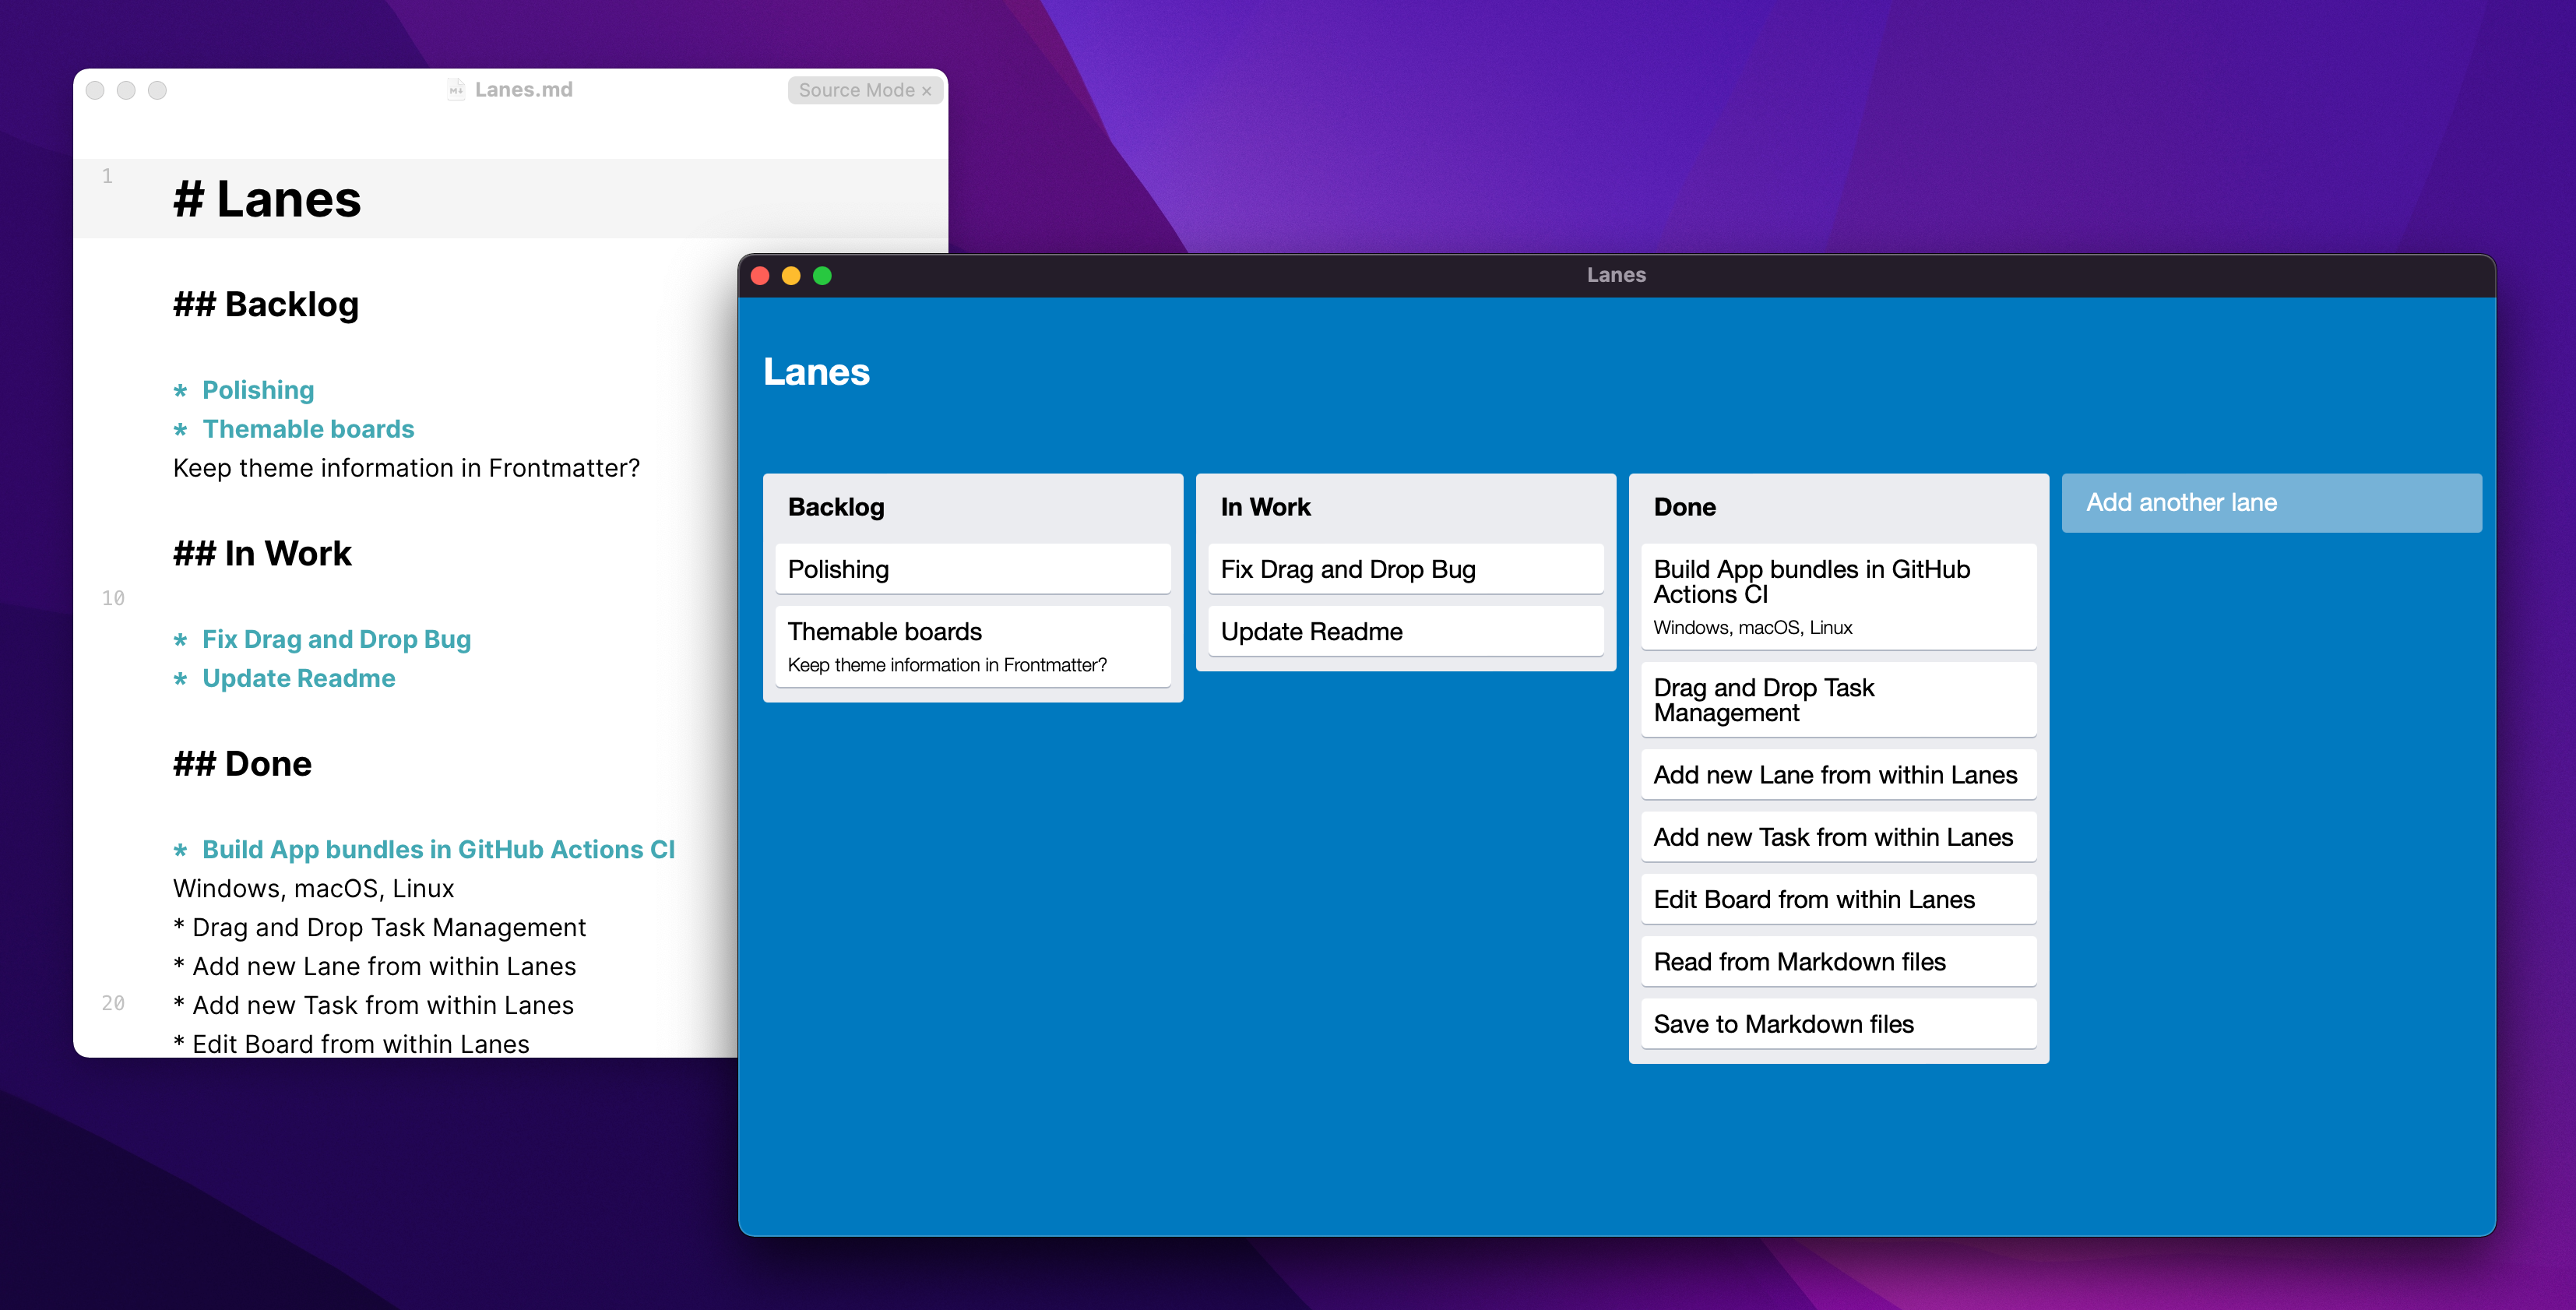 Lanes.md
Source Mode ×
1
# Lanes
## Backlog
* Polishing
* Themable boards
Keep theme information in Frontmatter?
## In Work
10
* Fix Drag and Drop Bug
* Update Readme
## Done
* Build App bundles in GitHub Actions CI
Windows, macOS, Linux
* Drag and Drop Task Management
* Add new Lane from within Lanes
20
* Add new Task from within Lanes
* Edit Board from within Lanes
Lanes
Lanes
Backlog
Polishing
Themable boards
Keep theme information in Frontmatter?
In Work
Fix Drag and Drop Bug
Update Readme
Done
Build App bundles in GitHub
Actions CI
Windows, macOS, Linux
Drag and Drop Task
Management
Add new Lane from within Lanes
Add new Task from within Lanes
Edit Board from within Lanes
Read from Markdown files
Save to Markdown files
Add another lane